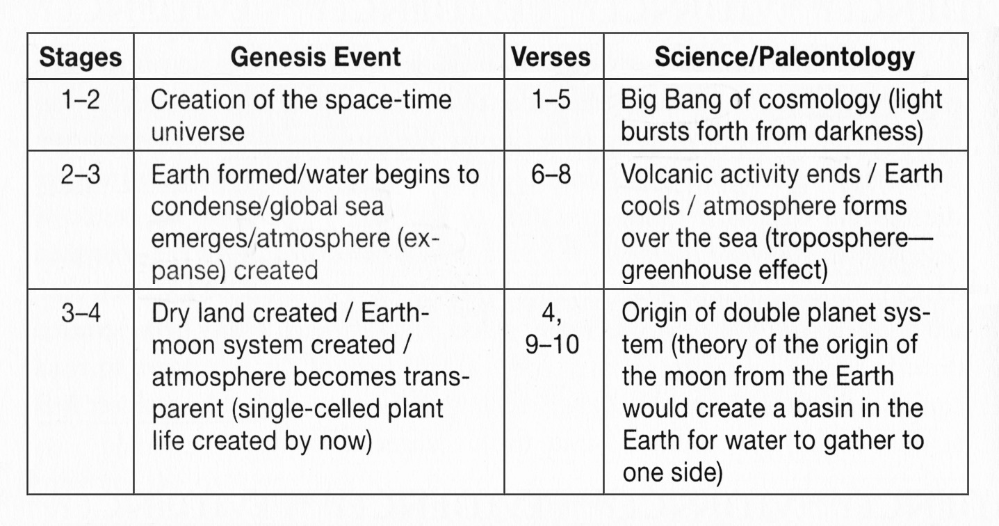 Stages
Genesis Event
Verses
Science/Paleontology
1–2
Creation of the space-time
universe
1–5
Big Bang of cosmology (light
bursts forth from darkness)
2–3
Earth formed/water begins to
condense/global sea
emerges/atmosphere (ex-
panse) created
6–8
Volcanic activity ends / Earth
cools / atmosphere forms
over the sea (troposphere—
greenhouse effect)
3–4
Dry land created / Earth-
moon system created /
atmosphere becomes trans-
parent (single-celled plant
life created by now)
4,
9–10
Origin of double planet sys-
tem (theory of the origin of
the moon from the Earth
would create a basin in the
Earth for water to gather to
one side)